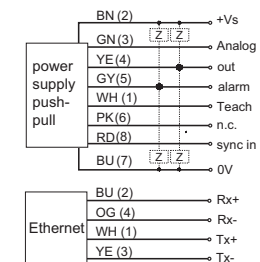 BN (2)
+Vs
Z Z
GN(3)
Analog
YE(4)
out
GY(5)
alarm
WH (1)
Teach
PK(6)
n.c.
RD(8)
sync in
Z Z
BU(7)
0V
power
supply
push-
pull
BU (2)
Rx+
OG (4)
Rx-
WH (1)
Tx+
YE (3)
Tx-
Ethernet